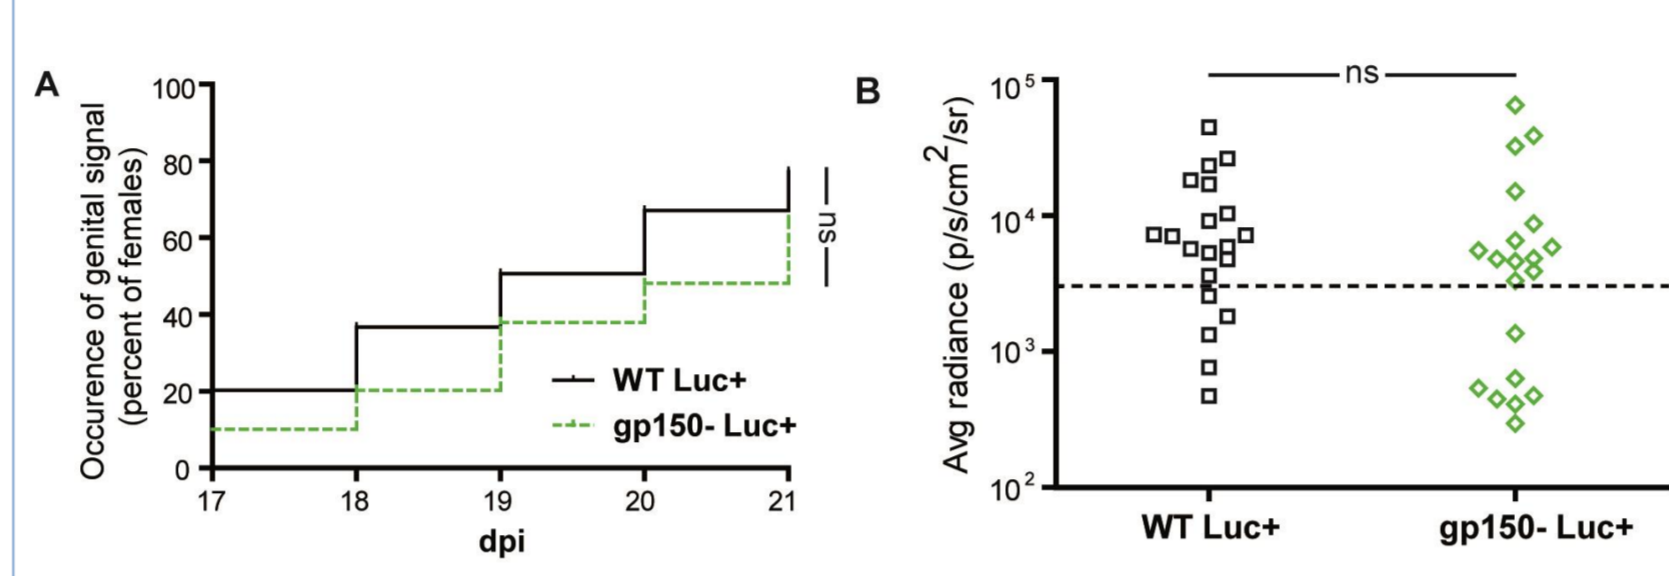 A
Occurence of genital signal
(percent of females)
100
80
60
40
20
0
17 18 19 20 21
dpi
WT Luc+
gp150- Luc+
ns
B
Avg radiance (p/s/cm2/sr)
10 5
10 4
10 3
10 2
ns
WT Luc+ gp150- Luc+